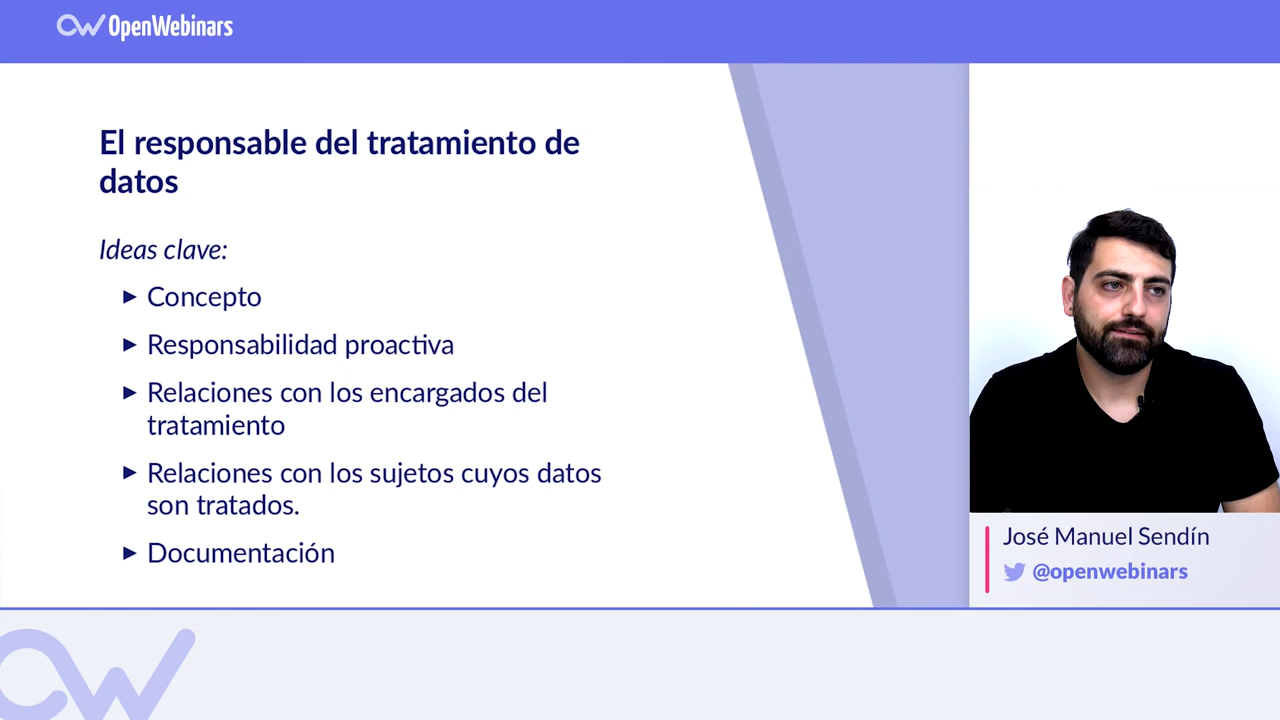 OpenWebinars
El responsable del tratamiento de
datos
Ideas clave:
► Concepto
► Responsabilidad proactiva
► Relaciones con los encargados del
tratamiento
► Relaciones con los sujetos cuyos datos
son tratados.
► Documentación
José Manuel Sendín
@openwebinars